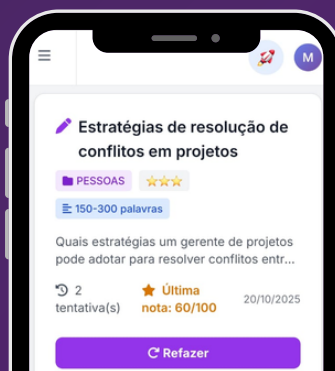 M
Estratégias de resolução de
conflitos em projetos
PESSOAS
150-300 palavras
Quais estratégias um gerente de projetos
pode adotar para resolver conflitos entr...
2
tentativa(s)
Última
nota: 60/100
20/10/2025
Refazer